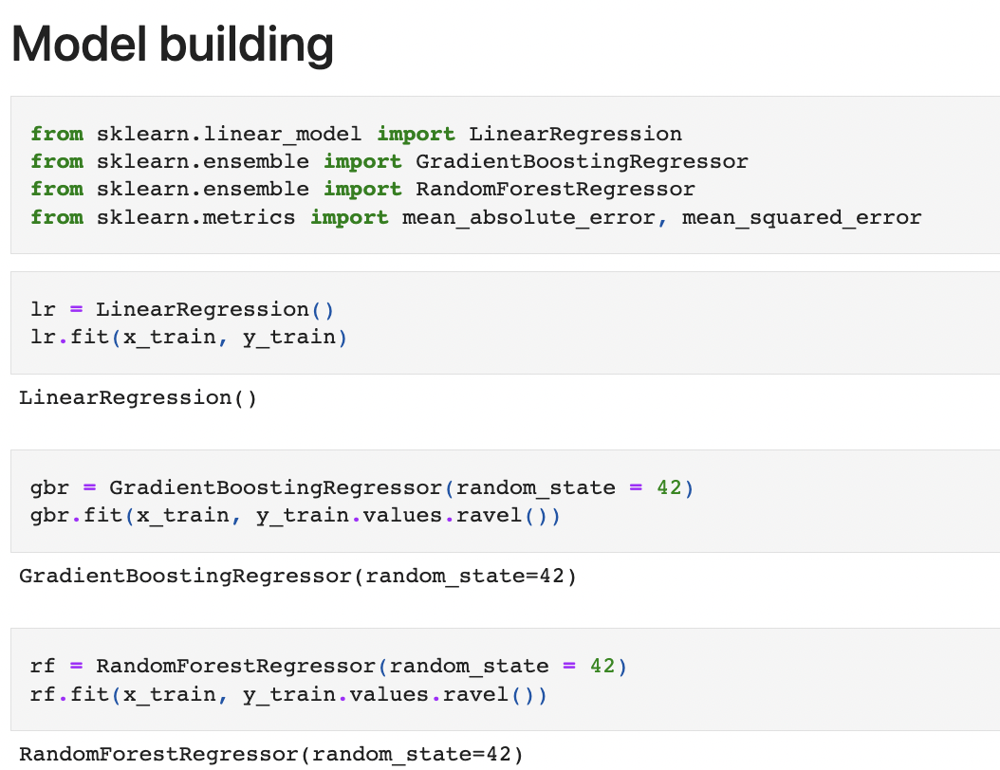 Model building
from sklearn.linear_model import LinearRegression
from sklearn.ensemble import GradientBoostingRegressor
from sklearn.ensemble import RandomForestRegressor
from sklearn.metrics import mean_absolute_error, mean_squared_error
lr = LinearRegression()
lr.fit(x_train, y_train)
LinearRegression()
gbr = GradientBoostingRegressor(random_state = 42)
gbr.fit(x_train, y_train.values.ravel())
GradientBoostingRegressor(random_state=42)
rf = RandomForestRegressor(random_state = 42)
rf.fit(x_train, y_train.values.ravel())
RandomForestRegressor(random_state=42)